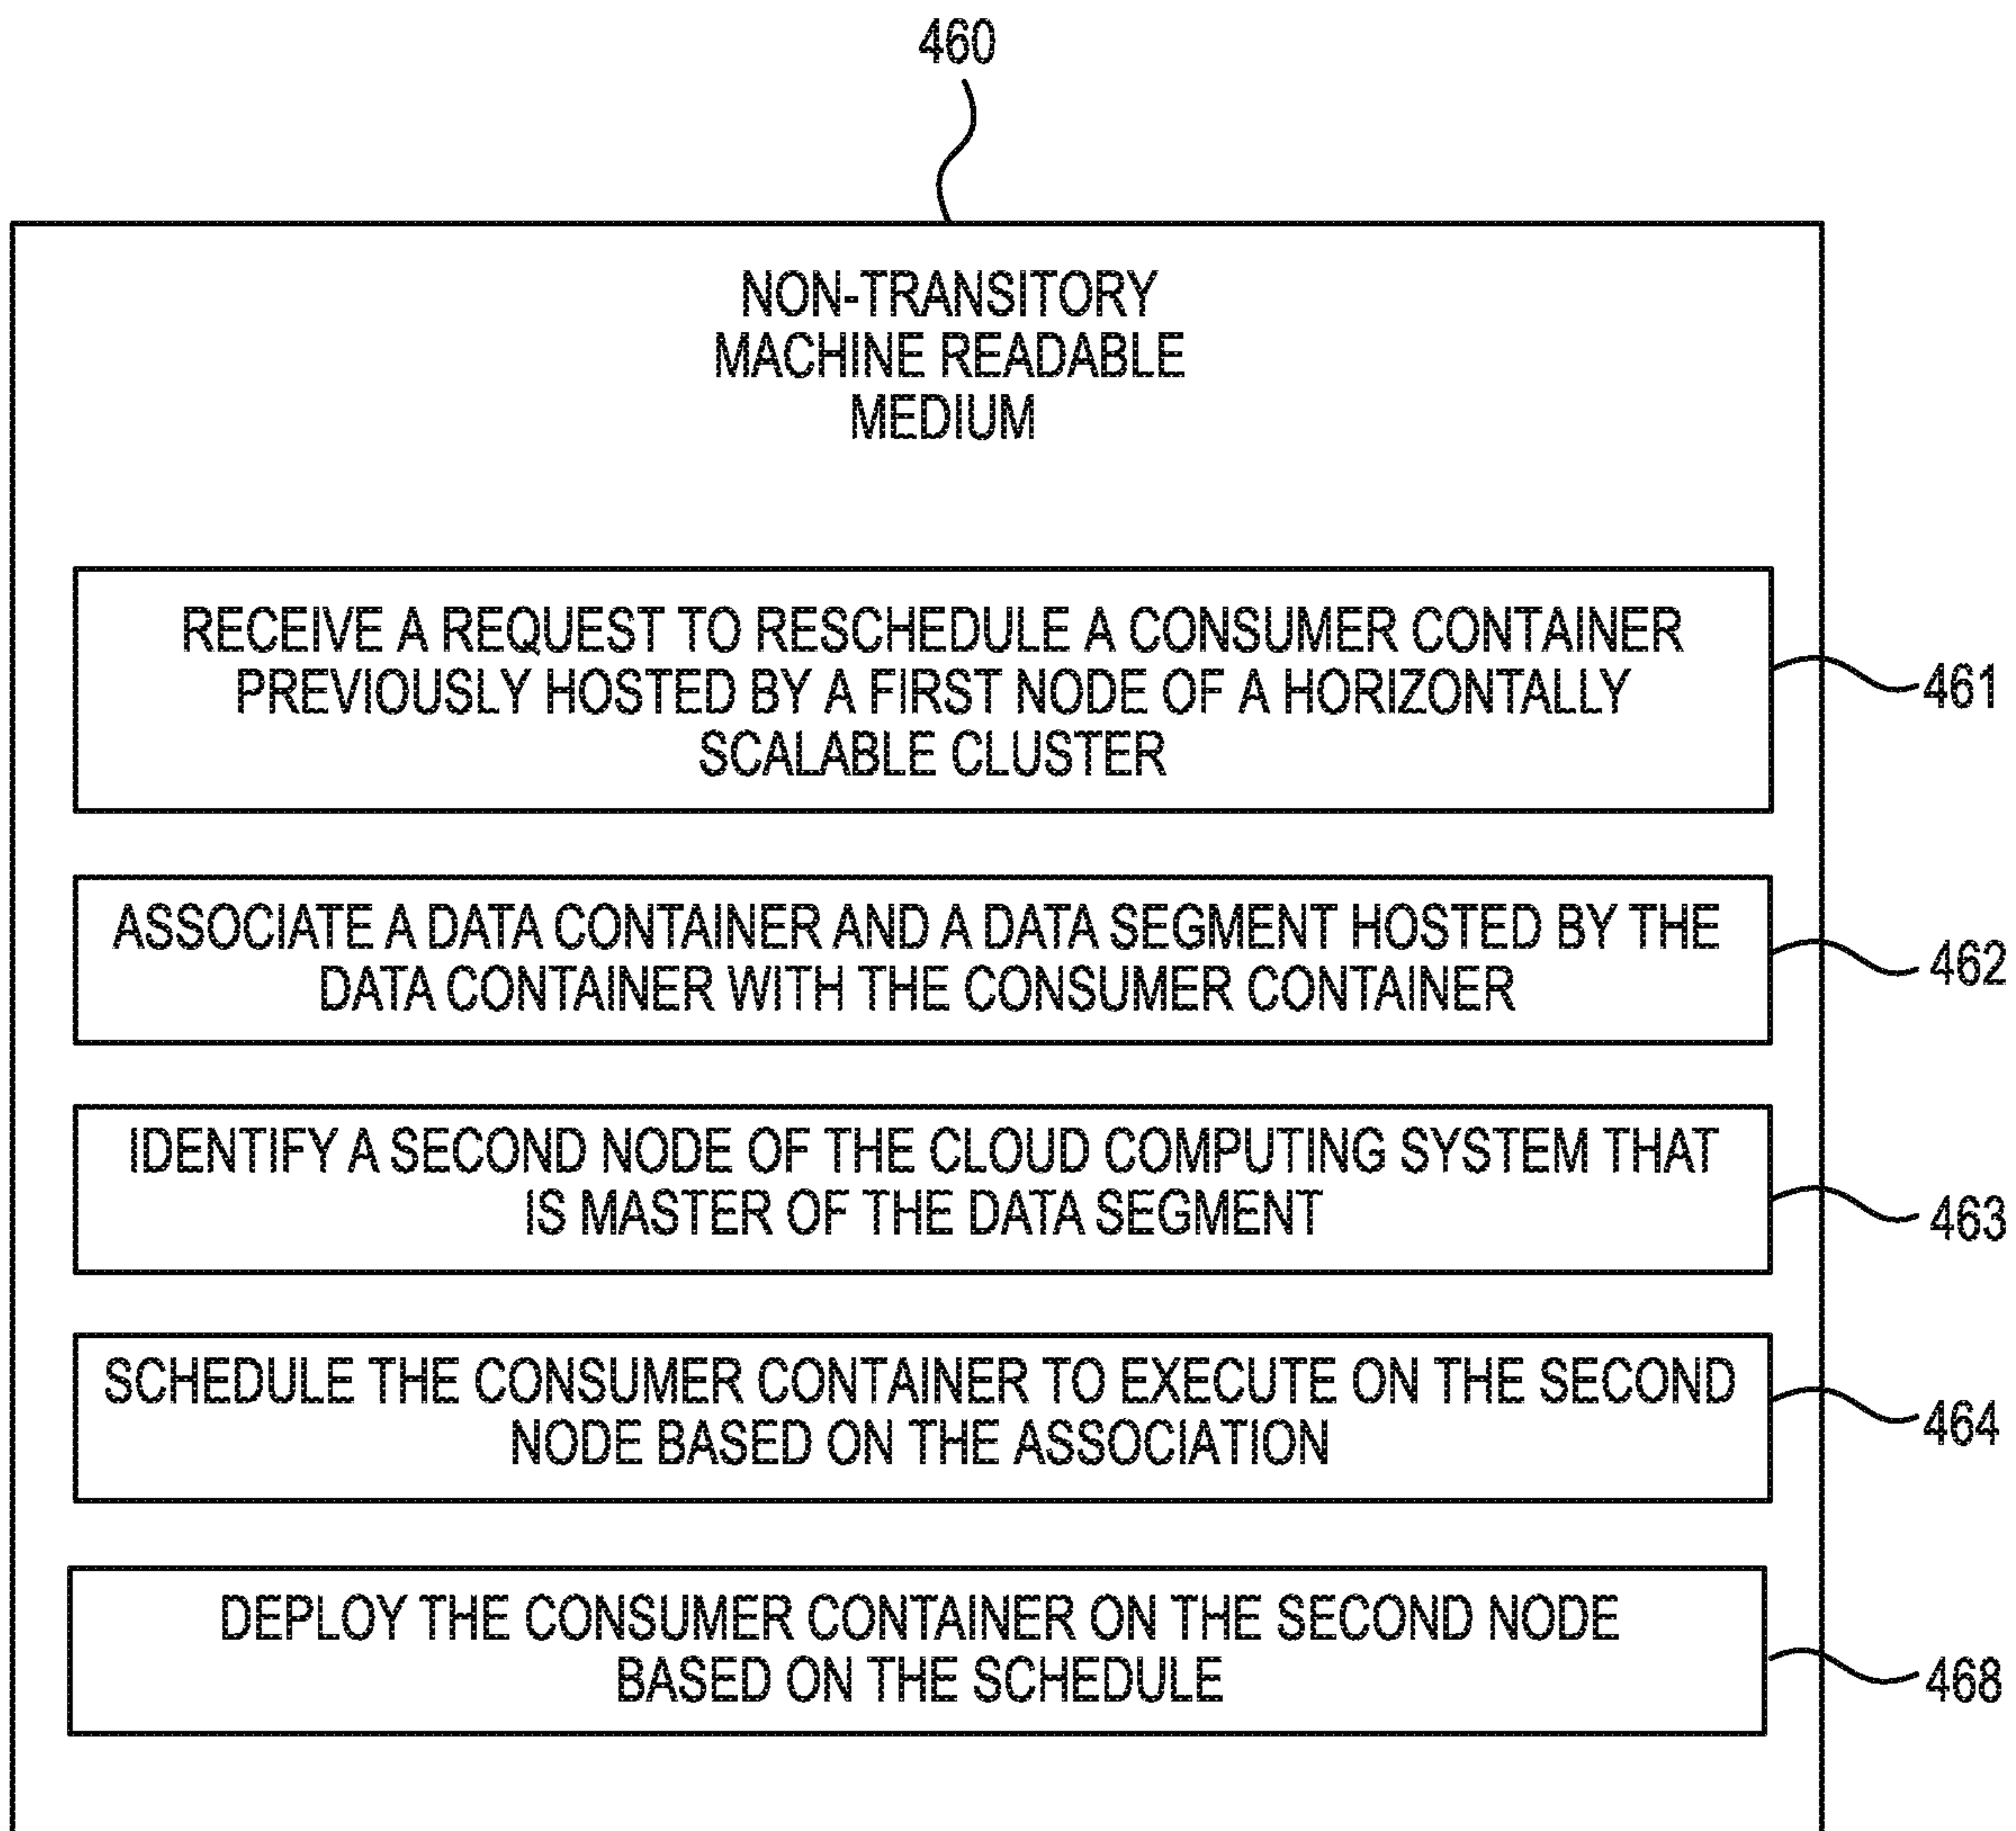 460
NON-TRANSITORY
MACHINE READABLE
MEDIUM
RECEIVE A REQUEST TO RESCHEDULE A CONSUMER CONTAINER
PREVIOUSLY HOSTED BY A FIRST NODE OF A HORIZONTALLY
SCALABLE CLUSTER
461
ASSOCIATE A DATA CONTAINER AND A DATA SEGMENT HOSTED BY THE
DATA CONTAINER WITH THE CONSUMER CONTAINER
462
IDENTIFY A SECOND NODE OF THE CLOUD COMPUTING SYSTEM THAT
IS MASTER OF THE DATA SEGMENT
463
SCHEDULE THE CONSUMER CONTAINER TO EXECUTE ON THE SECOND
NODE BASED ON THE ASSOCIATION
464
DEPLOY THE CONSUMER CONTAINER ON THE SECOND NODE
BASED ON THE SCHEDULE
468